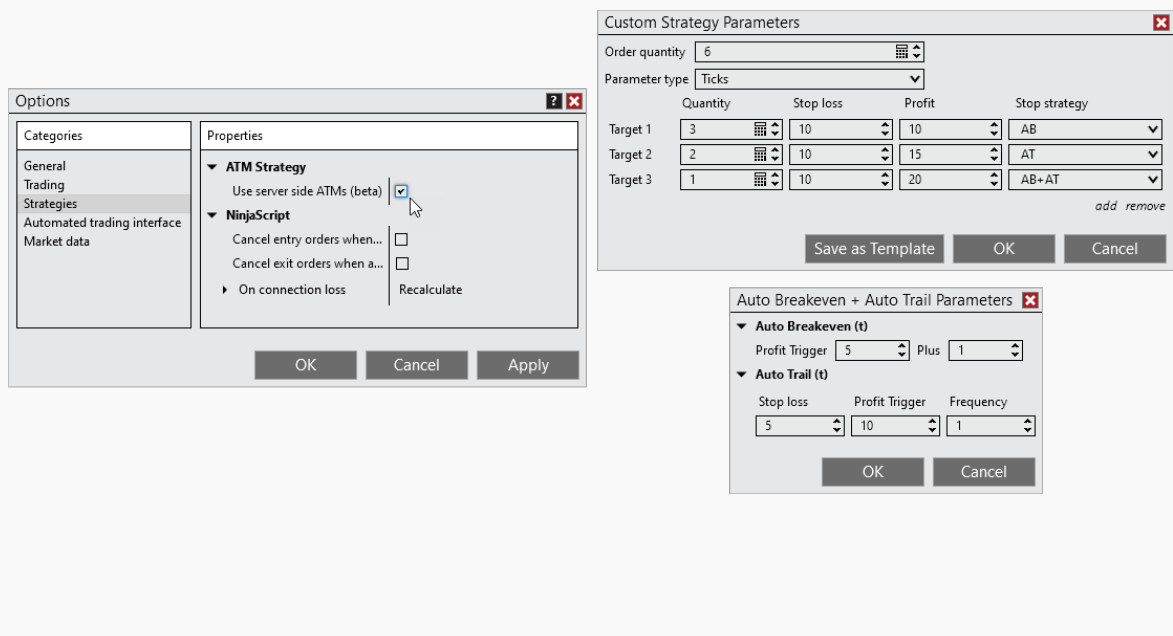 Options
Categories
General
Trading
Strategies
Automated trading interface
Market data
Properties
ATM Strategy
Use server side ATMs (beta)
NinjaScript
Cancel entry orders when...
Cancel exit orders when a...
On connection loss Recalculate
OK Cancel Apply
Custom Strategy Parameters
Order quantity 6
Parameter type Ticks
Quantity Stop loss Profit Stop strategy
Target 1 3 10 10 AB
Target 2 2 10 15 AT
Target 3 1 10 20 AB+AT
add remove
Save as Template OK Cancel
Auto Breakeven + Auto Trail Parameters
Auto Breakeven (t)
Profit Trigger 5 Plus 1
Auto Trail (t)
Stop loss Profit Trigger Frequency
5 10 1
OK Cancel